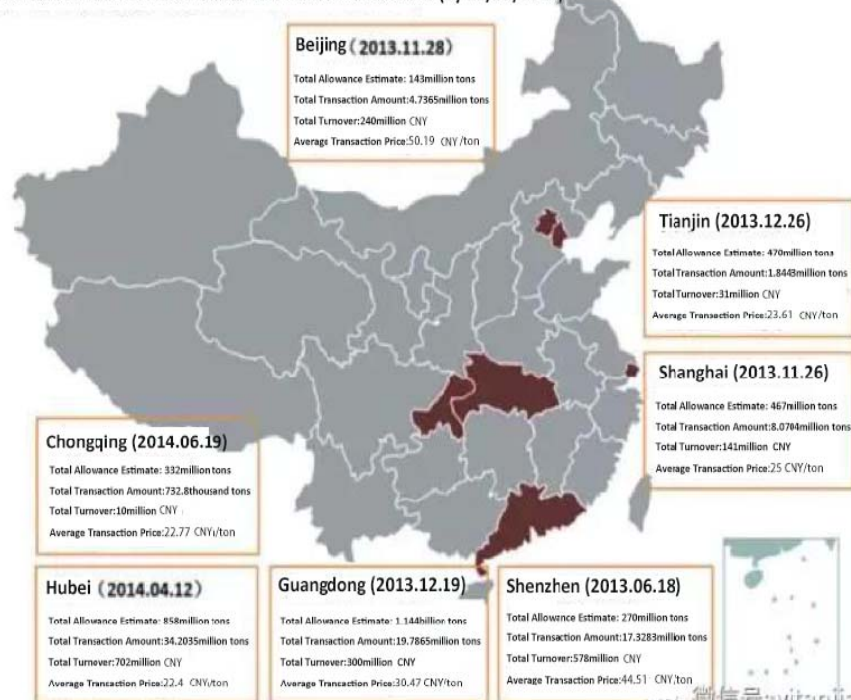 Beijing（2013.11.28）
Total Allowance Estimate: 143million tons
Total Transaction Amount:4.7365million tons
Total Turnover:240million CNY
Average Transaction Price:50.19 CNY/ton
Tianjin (2013.12.26)
Total Allowance Estimate: 470million tons
Total Transaction Amount:1.8443million tons
Total Turnover:31million CNY
Average Transaction Price:23.61 CNY/ton
Shanghai (2013.11.26)
Total Allowance Estimate: 467million tons
Total Transaction Amount:8.0704million tons
Total Turnover:141million CNY
Average Transaction Price:25 CNY/ton
Chongqing (2014.06.19)
Total Allowance Estimate: 332million tons
Total Transaction Amount:732.8thousand tons
Total Turnover:10million CNY
Average Transaction Price:22.77 CNY/ton
Hubei（2014.04.12）
Total Allowance Estimate: 858million tons
Total Transaction Amount:34.2035million tons
Total Turnover:702million CNY
Average Transaction Price:22.4 CNY/ton
Guangdong (2013.12.19)
Total Allowance Estimate: 1.144billion tons
Total Transaction Amount:19.7865million tons
Total Turnover:300million CNY
Average Transaction Price:30.47 CNY/ton
Shenzhen (2013.06.18)
Total Allowance Estimate: 270million tons
Total Transaction Amount:17.3283million tons
Total Turnover:578million CNY
Average Transaction Price:44.51 CNY/ton